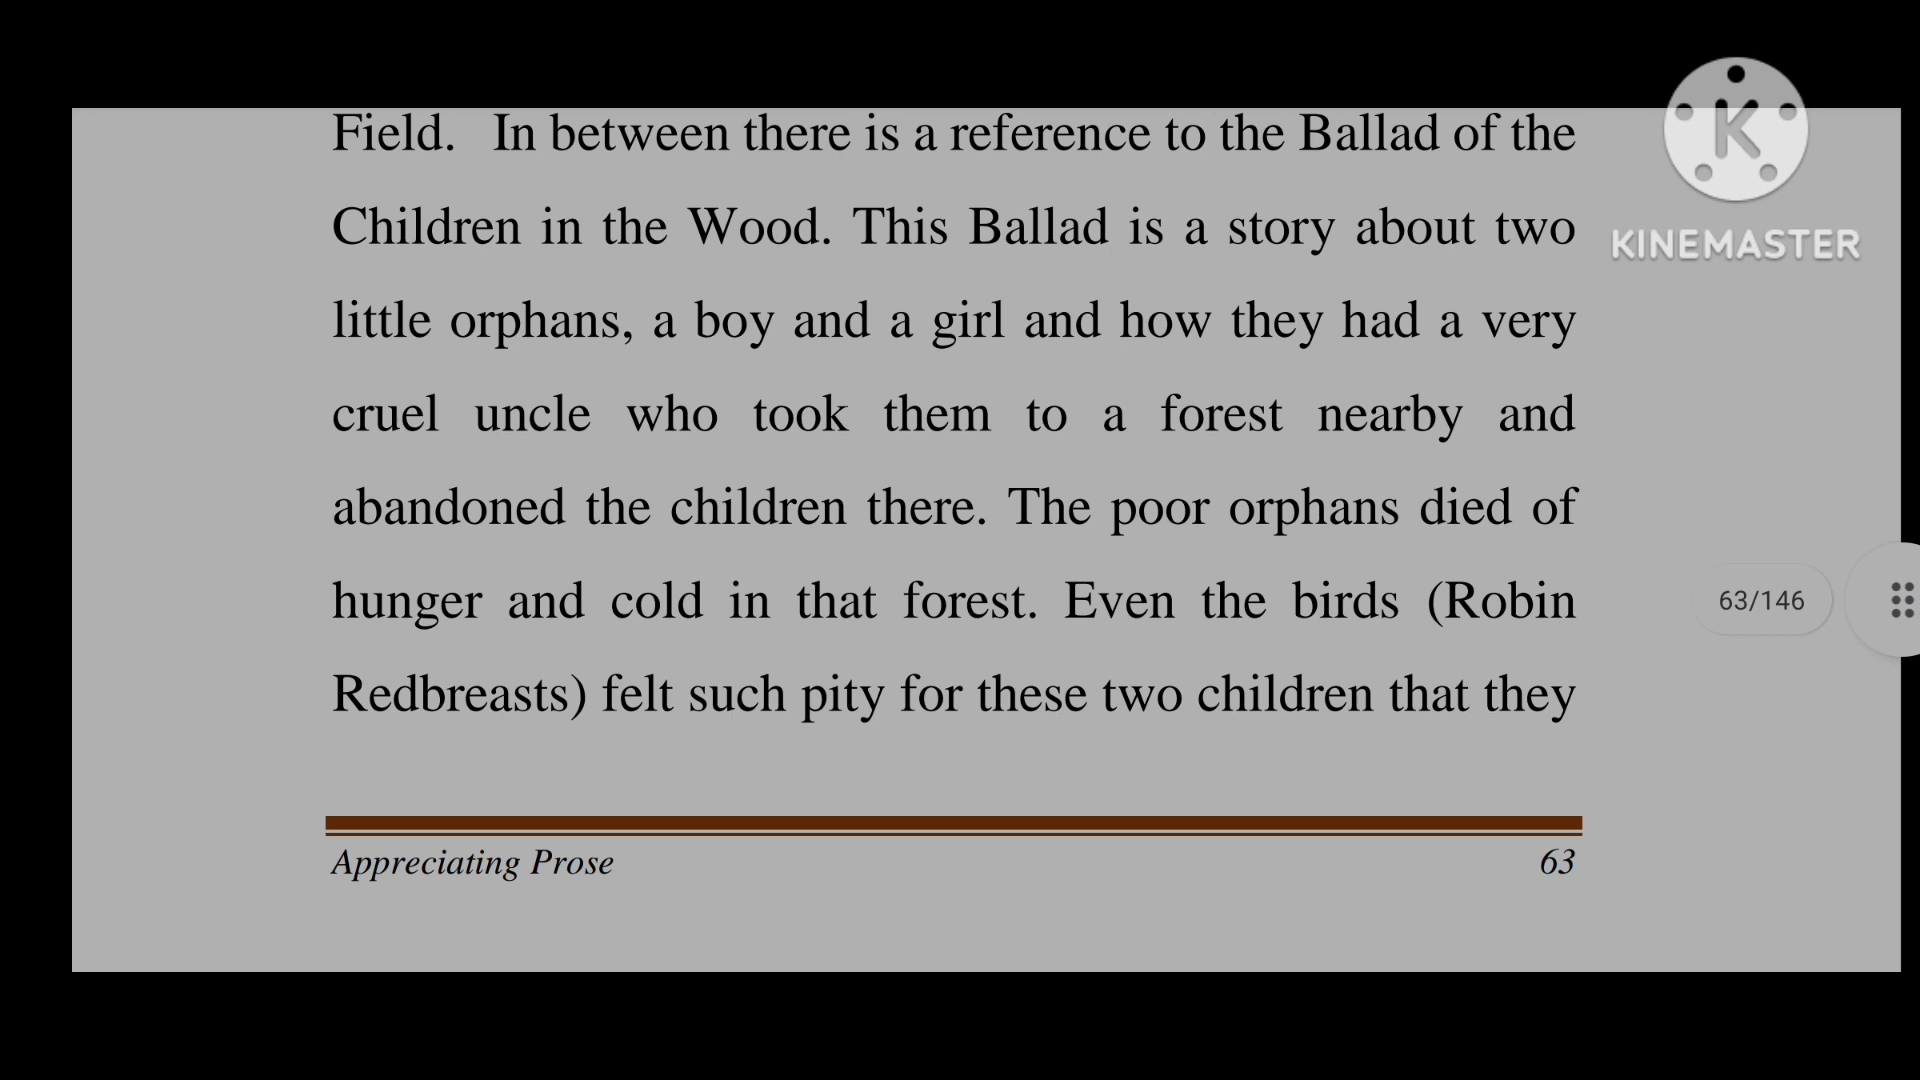 Field. In between there is a reference to the Ballad of the
Children in the Wood. This Ballad is a story about two
little orphans, a boy and a girl and how they had a very
cruel uncle who took them to a forest nearby and
abandoned the children there. The poor orphans died of
hunger and cold in that forest. Even the birds (Robin
Redbreasts) felt such pity for these two children that they
Appreciating Prose 63
K
KINEMASTER
63/146